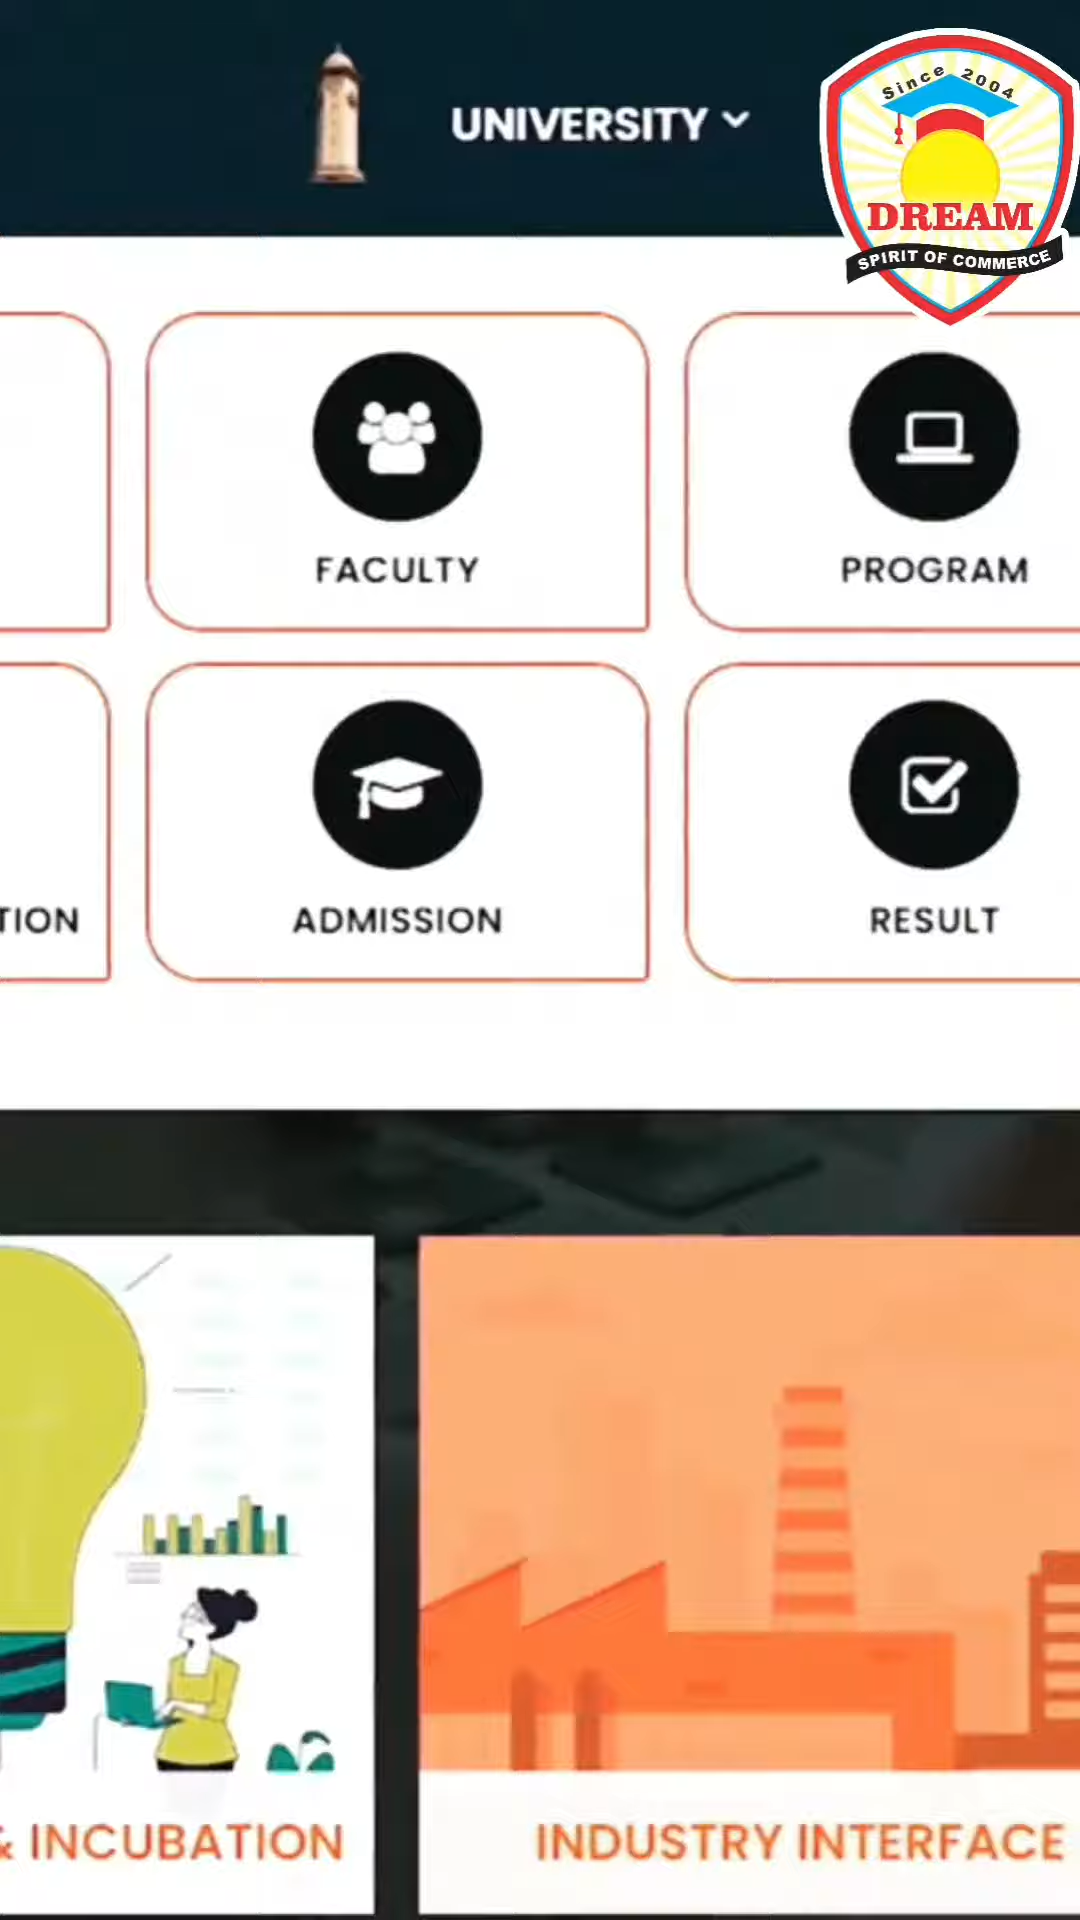 UNIVERSITY
Since 2004
DREAM
SPIRIT OF COMMERCE
FACULTY
PROGRAM
TION
ADMISSION
RESULT
& INCUBATION
INDUSTRY INTERFACE